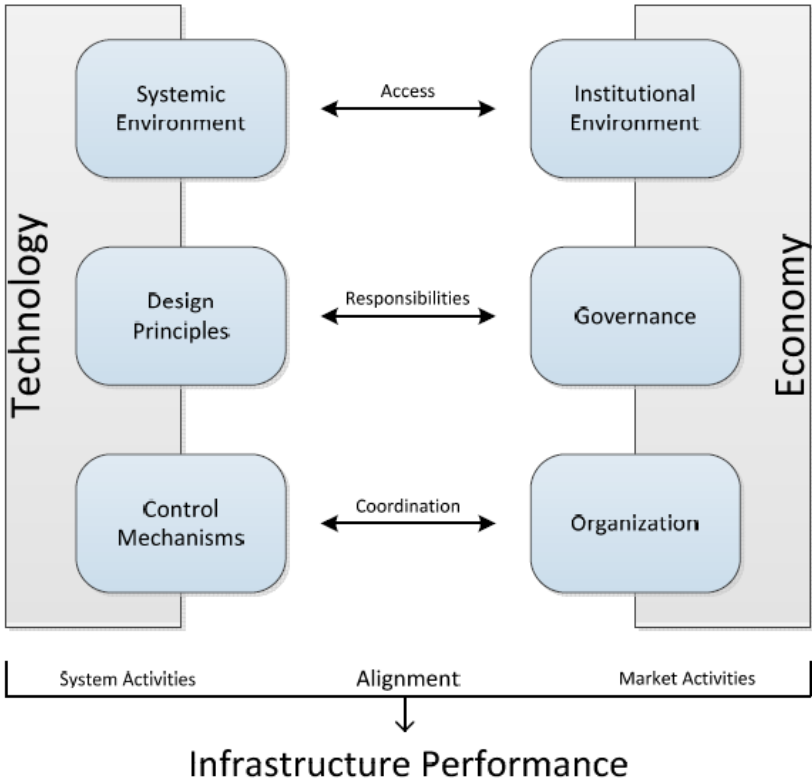 Systemic
Environment
Access
Institutional
Environment
Technology
Design
Principles
Responsibilities
Governance
Economy
Control
Mechanisms
Coordination
Organization
System Activities
Alignment
Market Activities
Infrastructure Performance